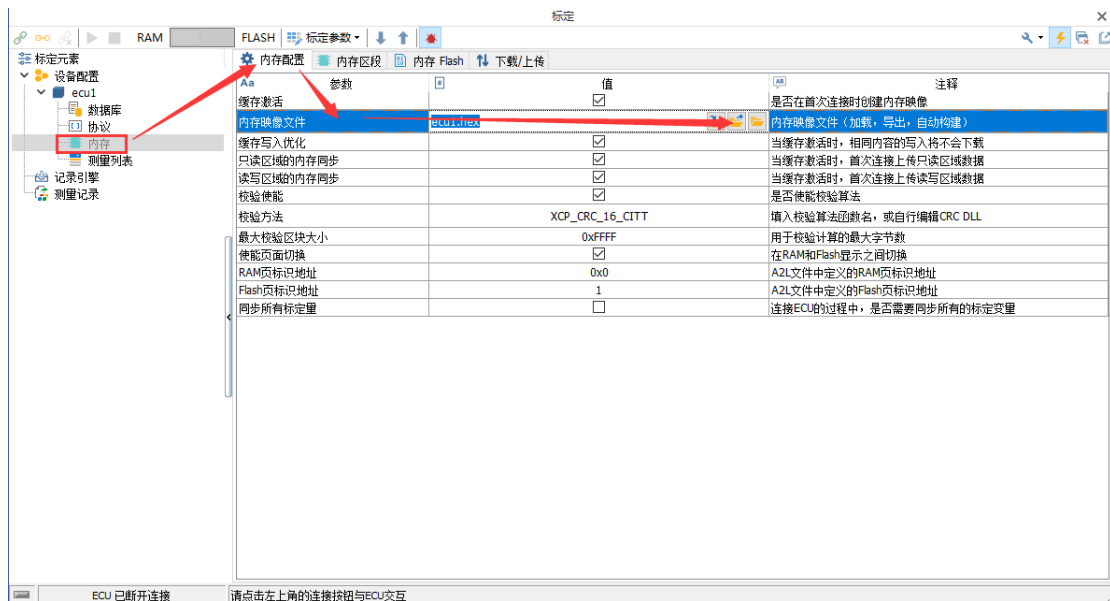 标定
RAM FLASH 标定参数
标定元素
设备配置
ecu1
数据库
协议
内存
测量列表
记录引擎
测量记录
内存配置 内存区段 内存 Flash 下载/上传
Aa 参数 # 值 AB 注释
缓存激活 是否在首次连接时创建内存映像
内存映像文件 ecu1.hex 内存映像文件（加载，导出，自动构建）
缓存写入优化 当缓存激活时，相同内容的写入将不会下载
只读区域的内存同步 当缓存激活时，首次连接上传只读区域数据
读写区域的内存同步 当缓存激活时，首次连接上传读写区域数据
校验使能 是否使能校验算法
校验方法 XCP_CRC_16_CITT 填入校验算法函数名，或自行编辑CRC DLL
最大校验区块大小 0xFFFF 用于校验计算的最大字节数
使能页面切换 在RAM和Flash显示之间切换
RAM页标识地址 0x0 A2L文件中定义的RAM页标识地址
Flash页标识地址 1 A2L文件中定义的Flash页标识地址
同步所有标定量 连接ECU的过程中，是否需要同步所有的标定变量
ECU 已断开连接 请点击左上角的连接按钮与ECU交互